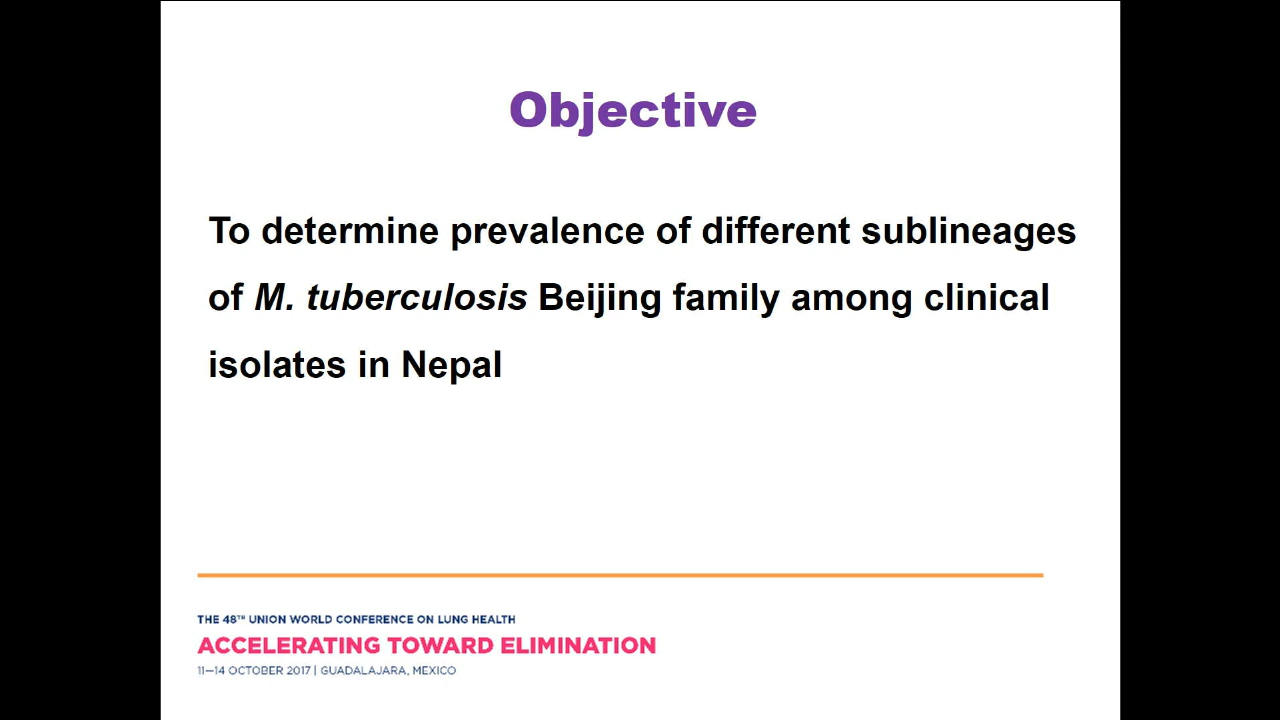 Objective
To determine prevalence of different sublineages
of M. tuberculosis Beijing family among clinical
isolates in Nepal
THE 48TH UNION WORLD CONFERENCE ON LUNG HEALTH
ACCELERATING TOWARD ELIMINATION
11–14 OCTOBER 2017 | GUADALAJARA, MEXICO